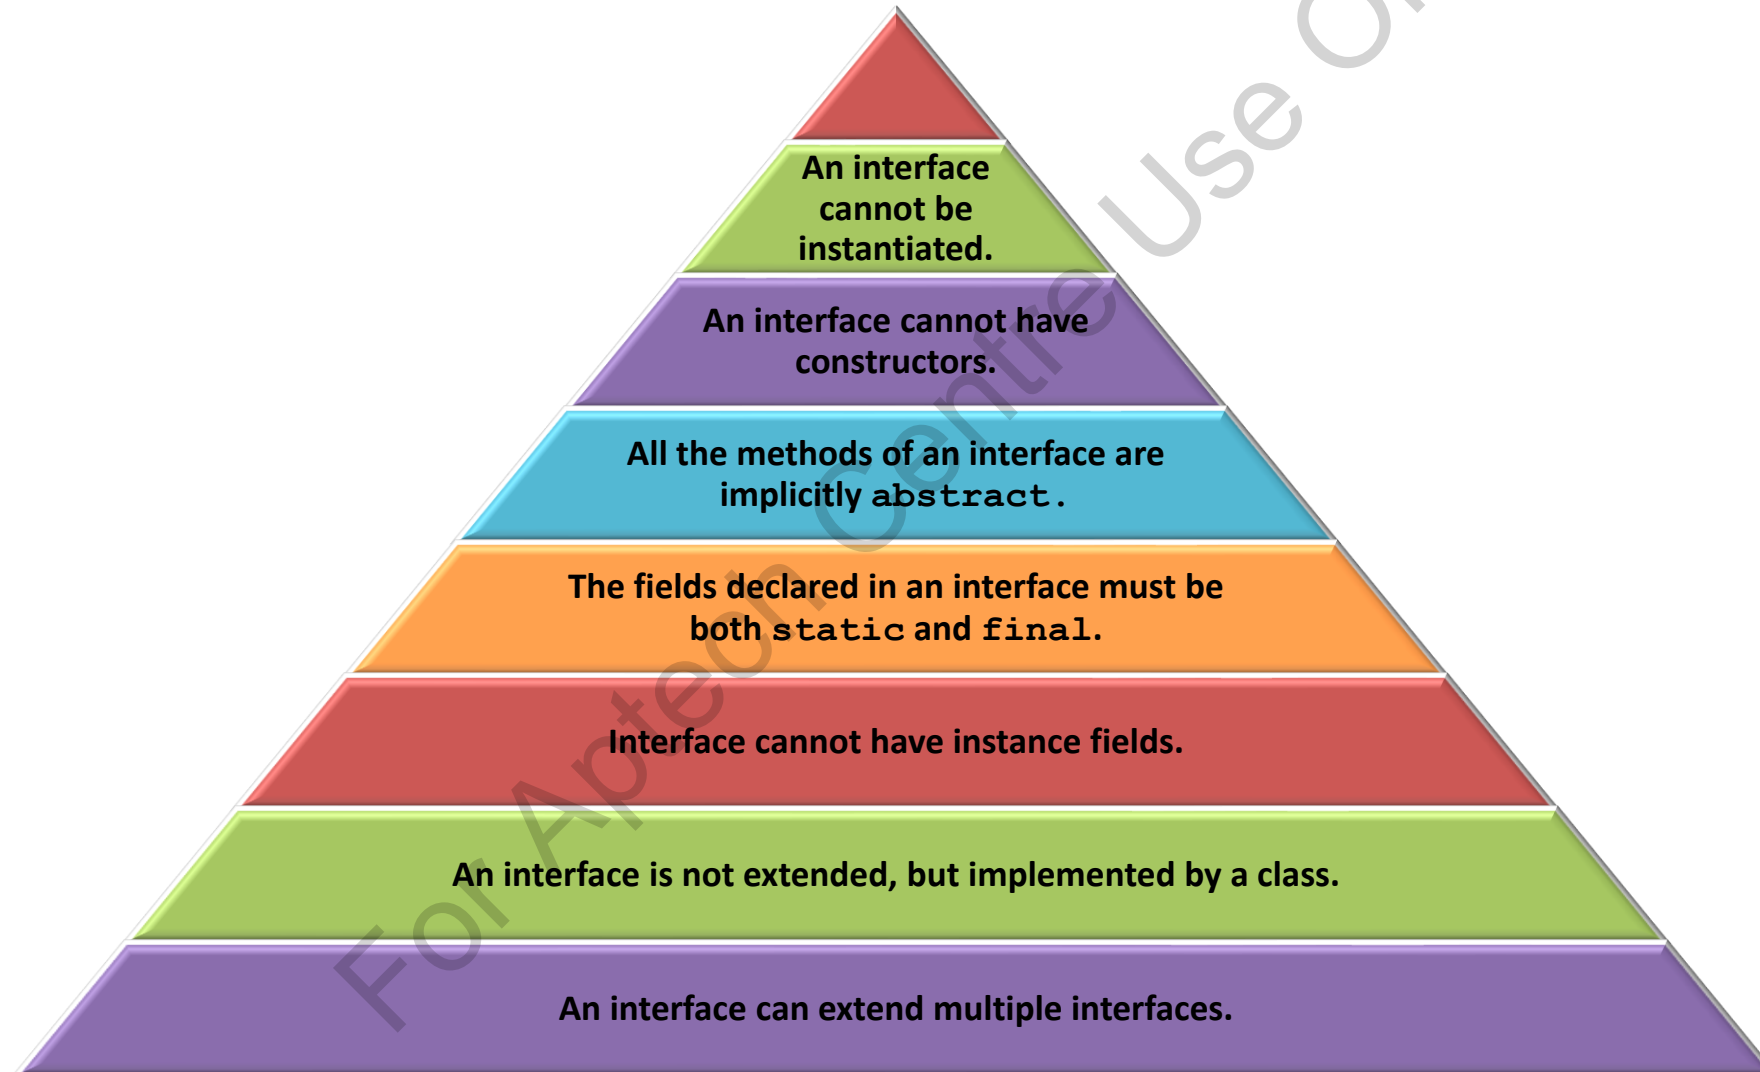 An interface
cannot be
instantiated.
An interface cannot have
constructors.
All the methods of an interface are
implicitly abstract.
The fields declared in an interface must be
both static and final.
Interface cannot have instance fields.
An interface is not extended, but implemented by a class.
An interface can extend multiple interfaces.
For Aptech Centre Use